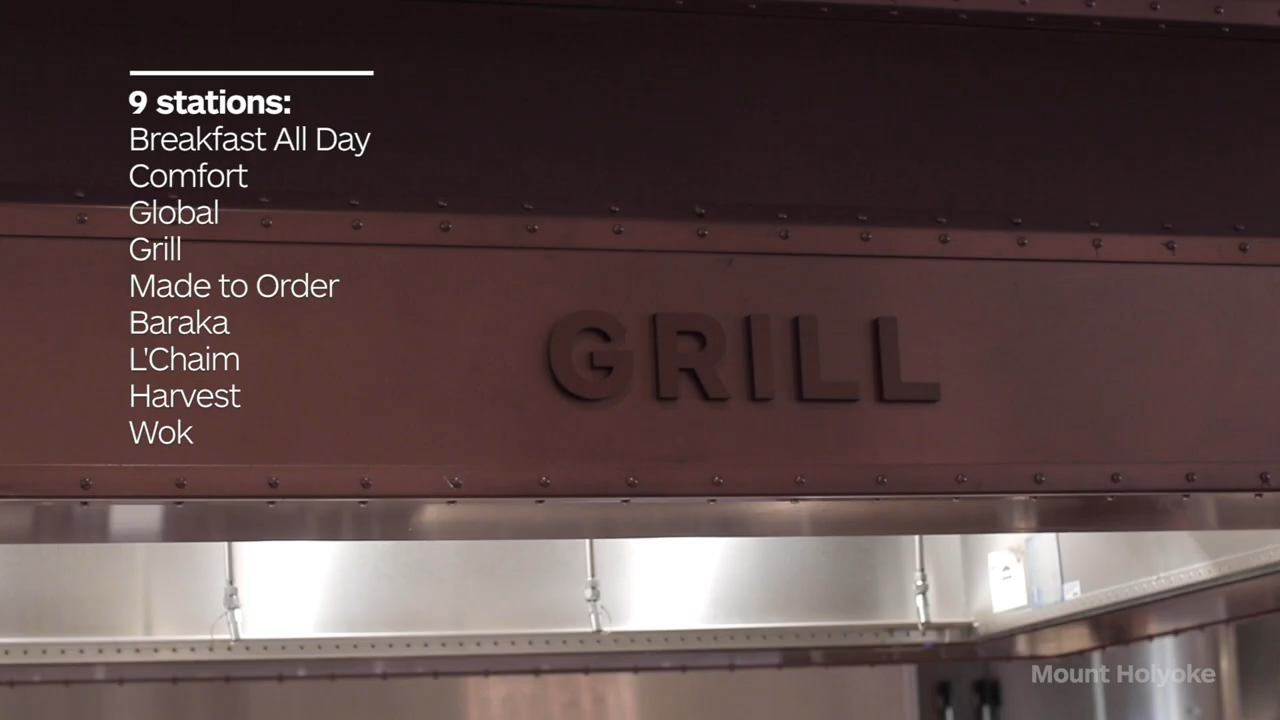 9 stations:
Breakfast All Day
Comfort
Global
Grill
Made to Order
Baraka
L'Chaim
Harvest
Wok
GRILL
Mount Holyoke